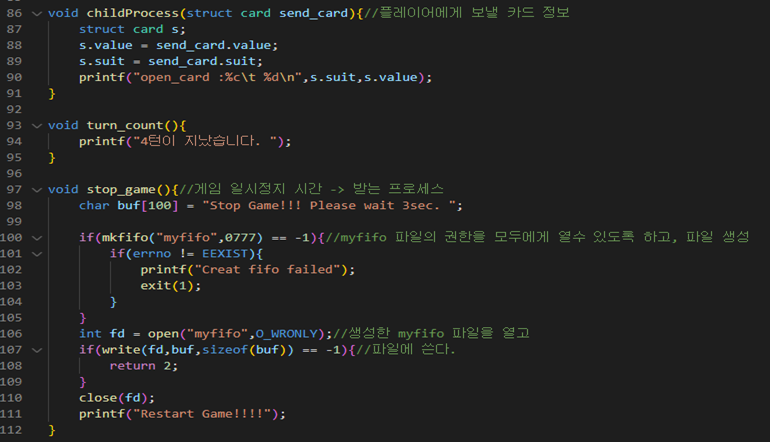 86 void childProcess(struct card send_card){//플레이어에게 보낼 카드 정보
87     struct card s;
88     s.value = send_card.value;
89     s.suit = send_card.suit;
90     printf("open_card :%c\t %d\n",s.suit,s.value);
91 }
92
93 void turn_count(){
94     printf("4턴이 지났습니다. ");
95 }
96
97 void stop_game(){//게임 일시정지 시간 -> 받는 프로세스
98     char buf[100] = "Stop Game!!! Please wait 3sec. ";
99
100     if(mkfifo("myfifo",0777) == -1){//myfifo 파일의 권한을 모두에게 열수 있도록 하고, 파일 생성
101         if(errno != EEXIST){
102             printf("Creat fifo failed");
103             exit(1);
104         }
105     }
106     int fd = open("myfifo",O_WRONLY);//생성한 myfifo 파일을 열고
107     if(write(fd,buf,sizeof(buf)) == -1){//파일에 쓴다.
108         return 2;
109     }
110     close(fd);
111     printf("Restart Game!!!!");
112 }